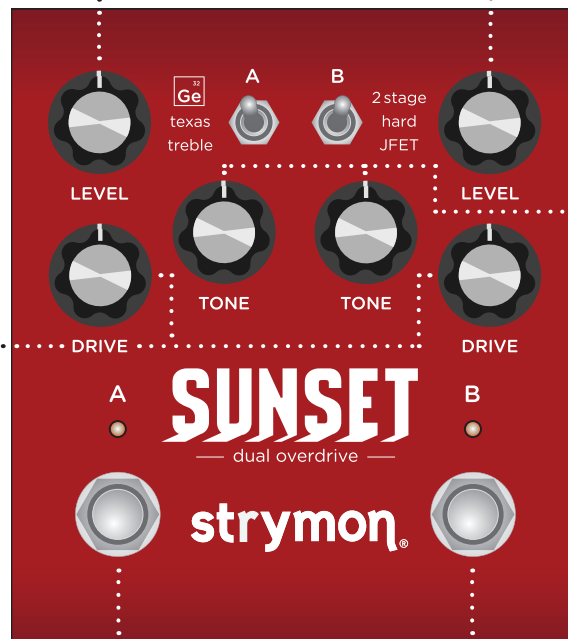 A
B
32
Ge
texas
treble
2 stage
hard
JFET
LEVEL
LEVEL
TONE
TONE
DRIVE
DRIVE
A
B
SUNSET
dual overdrive
strymon®